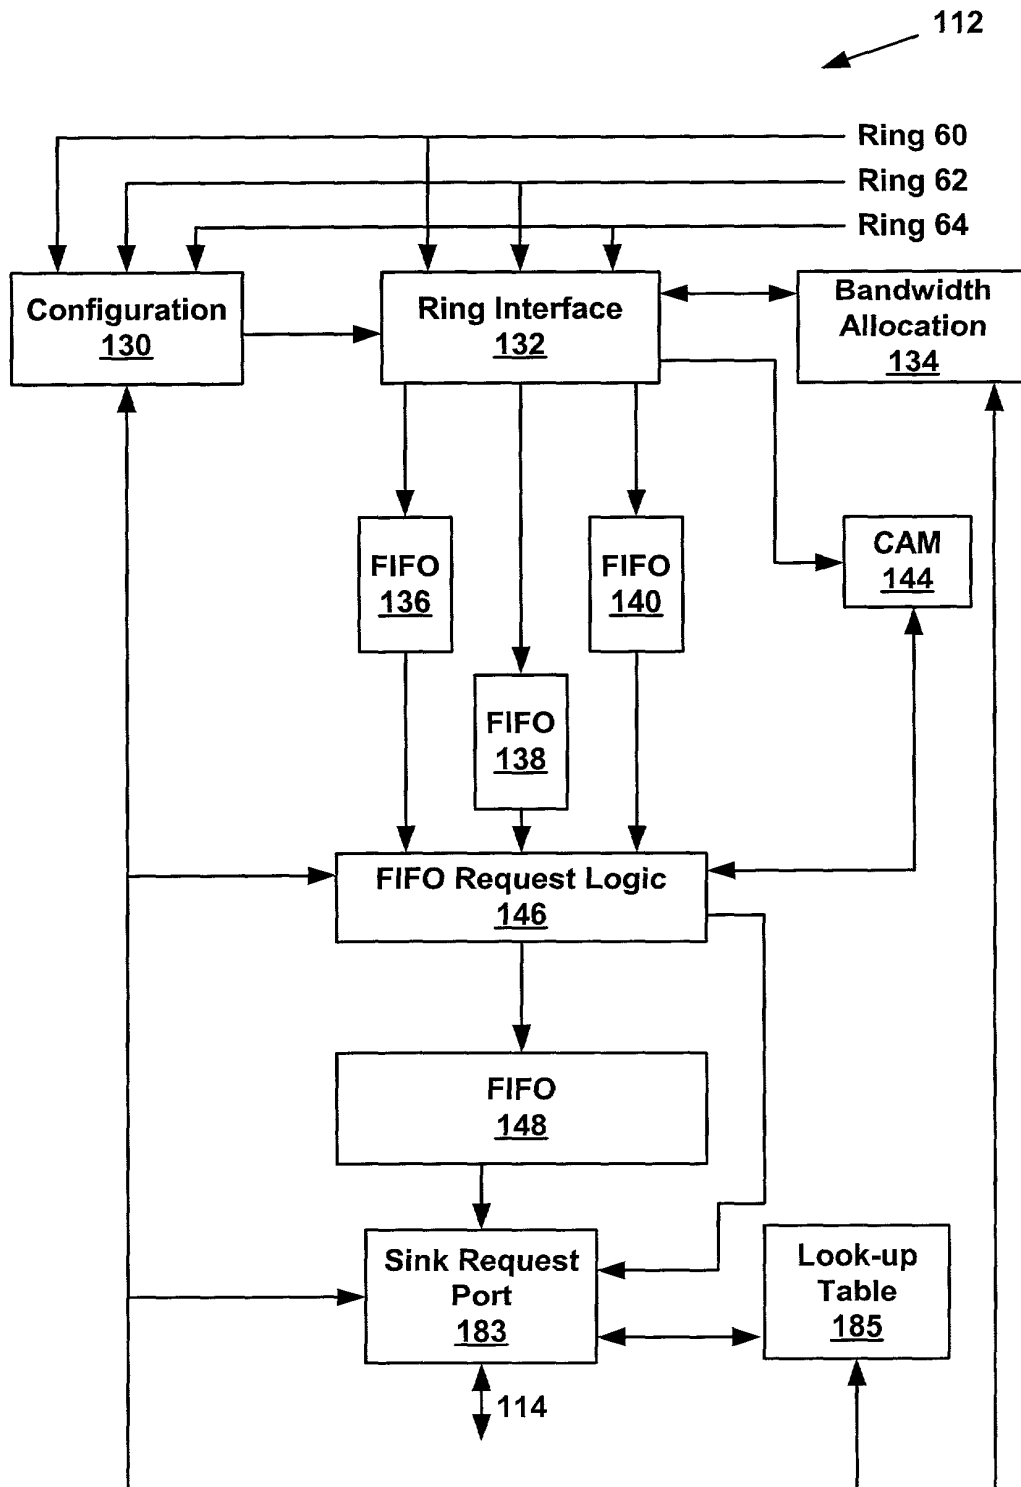 112
Ring 60
Ring 62
Ring 64
Configuration
130
Ring Interface
132
Bandwidth
Allocation
134
FIFO
136
FIFO
140
CAM
144
FIFO
138
FIFO Request Logic
146
FIFO
148
Sink Request
Port
183
Look-up
Table
185
114